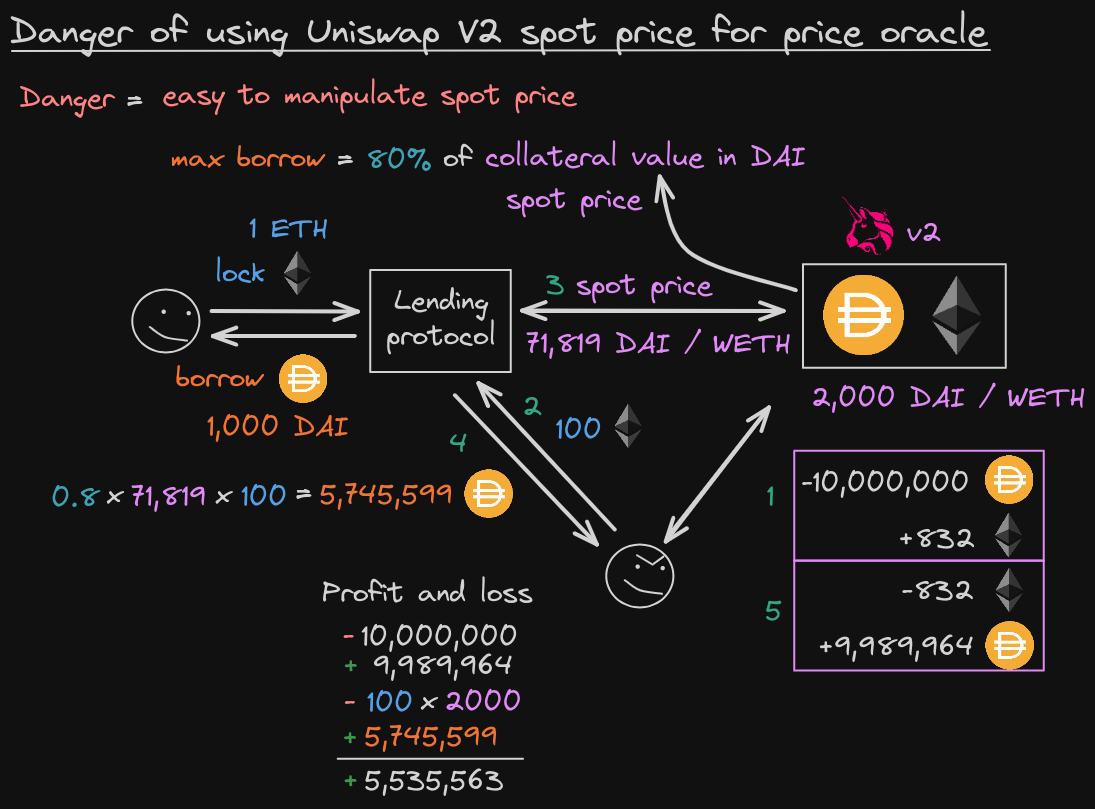 Danger of using Uniswap V2 spot price for price oracle
Danger = easy to manipulate spot price
max borrow = 80% of collateral value in DAI
spot price
1 ETH
lock
v2
Lending
protocol
3 spot price
71,819 DAI / WETH
borrow
1,000 DAI
2,000 DAI / WETH
2
100
4
0.8 x 71,819 x 100 = 5,745,599
1
-10,000,000
+832
5
-832
+9,989,964
Profit and loss
- 10,000,000
+ 9,989,964
- 100 x 2000
+ 5,745,599
+ 5,535,563